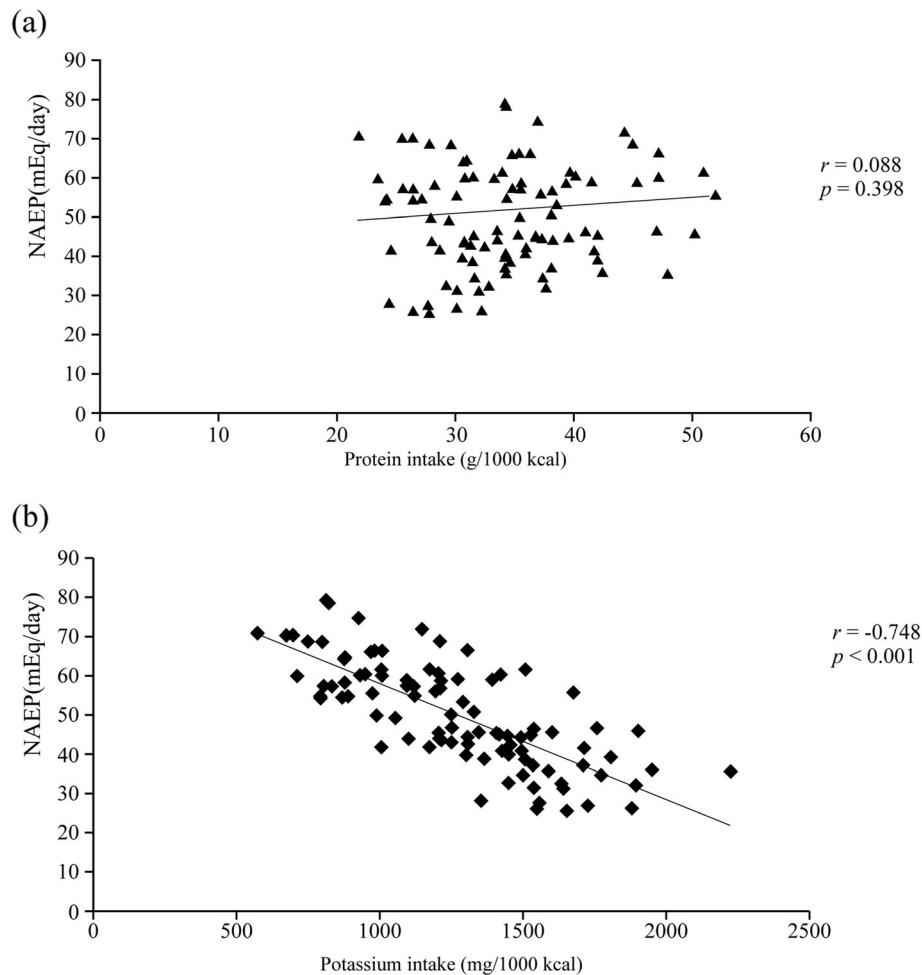 (a)
NAEP(mEq/day)
90
80
70
60
50
40
30
20
10
0
0 20 30 40 50 60
Protein intake (g/1000 kcal)
r = 0.088
p = 0.398
(b)
NAEP(mEq/day)
90
80
70
60
50
40
30
20
10
0
0 500 1000 1500 2000 2500
Potassium intake (mg/1000 kcal)
r = -0.748
p < 0.001